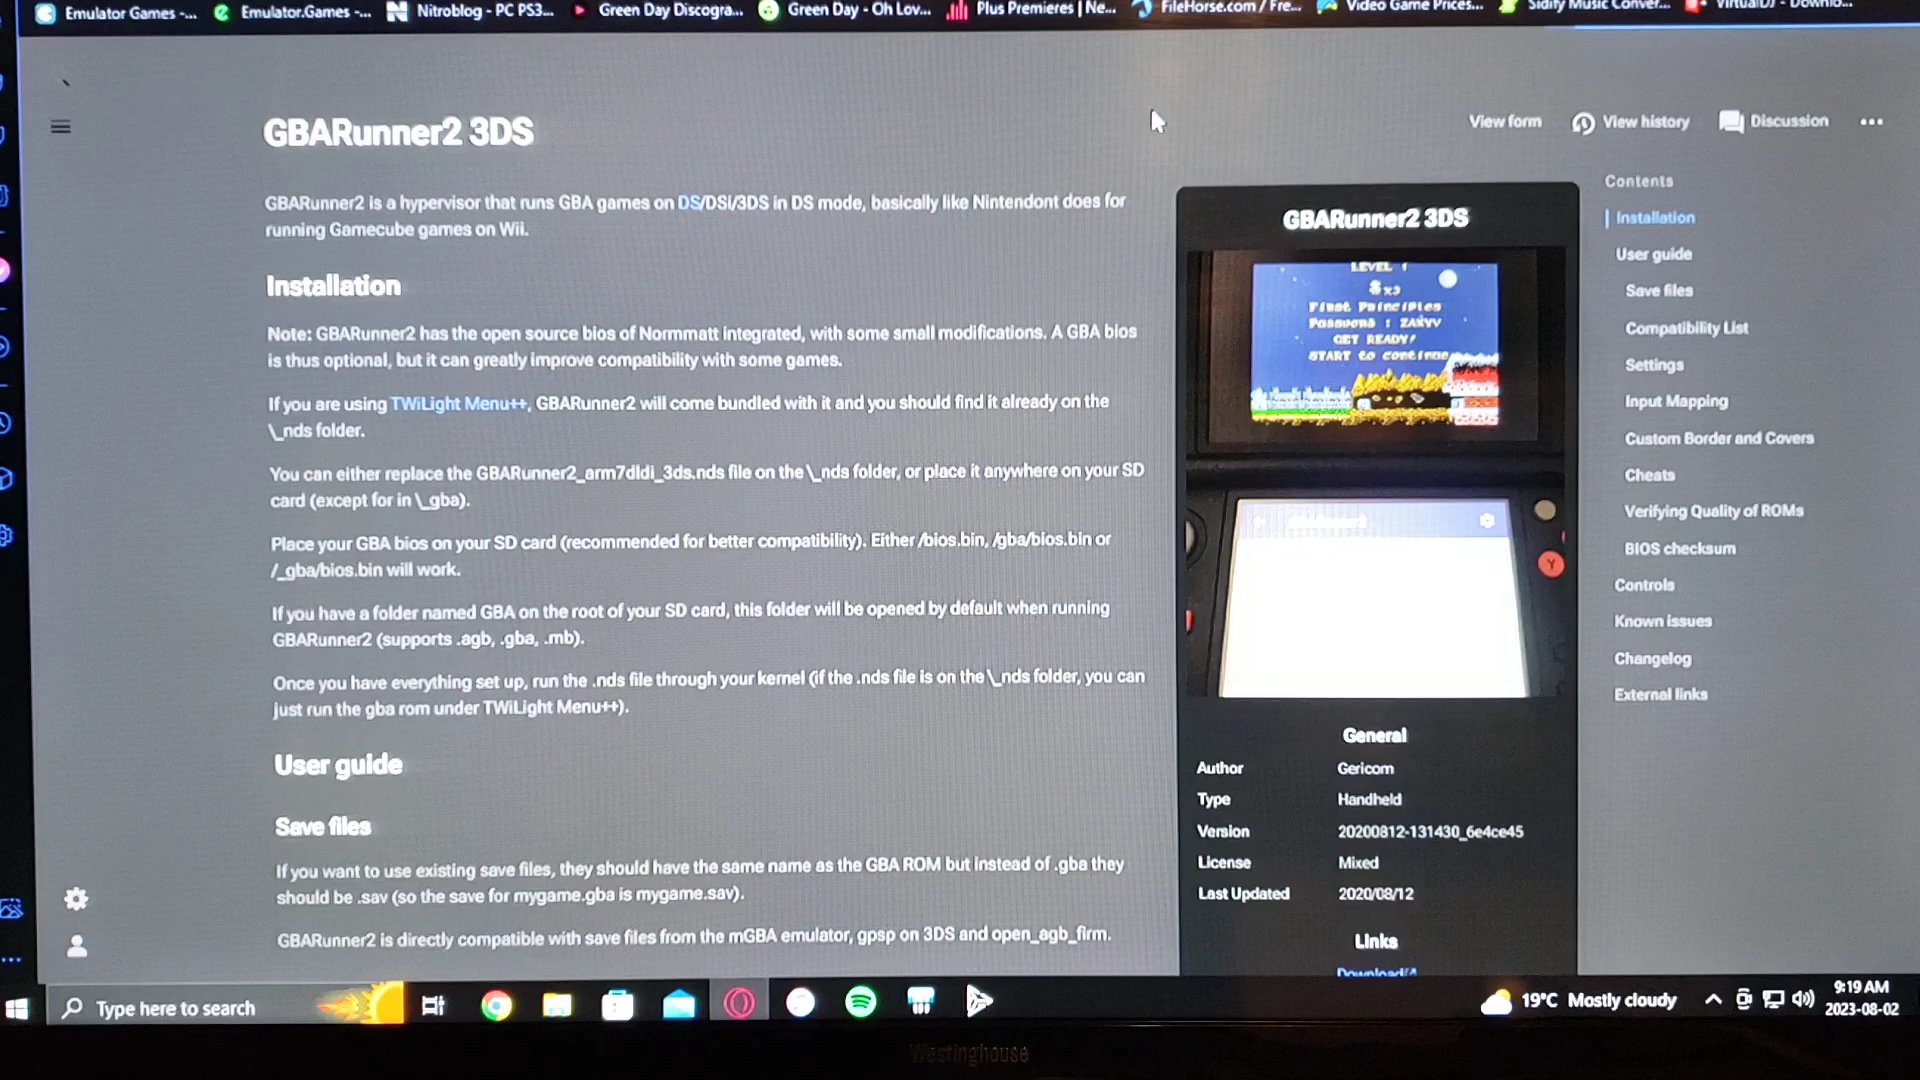 Emulator Games -...
Emulator.Games -...
Nitroblog - PC PS3...
Green Day Discogra...
Green Day - Oh Lov...
Plus Premieres | Ne...
FileHorse.com / Fre...
Video Game Prices...
Sidify Music Conver...
VirtualDJ - Downlo...
GBARunner2 3DS
View form
View history
Discussion
GBARunner2 is a hypervisor that runs GBA games on DS/DSi/3DS in DS mode, basically like Nintendont does for
running Gamecube games on Wii.
Installation
Note: GBARunner2 has the open source bios of Normmatt integrated, with some small modifications. A GBA bios
is thus optional, but it can greatly improve compatibility with some games.
If you are using TWiLight Menu++, GBARunner2 will come bundled with it and you should find it already on the
\_nds folder.
You can either replace the GBARunner2_arm7dldi_3ds.nds file on the \_nds folder, or place it anywhere on your SD
card (except for in \_gba).
Place your GBA bios on your SD card (recommended for better compatibility). Either /bios.bin, /gba/bios.bin or
/_gba/bios.bin will work.
If you have a folder named GBA on the root of your SD card, this folder will be opened by default when running
GBARunner2 (supports .agb, .gba, .mb).
Once you have everything set up, run the .nds file through your kernel (if the .nds file is on the \_nds folder, you can
just run the gba rom under TWiLight Menu++).
User guide
Save files
If you want to use existing save files, they should have the same name as the GBA ROM but instead of .gba they
should be .sav (so the save for mygame.gba is mygame.sav).
GBARunner2 is directly compatible with save files from the mGBA emulator, gpsp on 3DS and open_agb_firm.
GBARunner2 3DS
LEVEL 1
x3
First Principles
Password : ZAXYV
GET READY!
START to continue
Y
General
Author Gericom
Type Handheld
Version 20200812-131430_6e4ce45
License Mixed
Last Updated 2020/08/12
Links
Download
Contents
Installation
User guide
Save files
Compatibility List
Settings
Input Mapping
Custom Border and Covers
Cheats
Verifying Quality of ROMs
BIOS checksum
Controls
Known issues
Changelog
External links
Type here to search
19°C Mostly cloudy
9:19 AM
2023-08-02
Westinghouse